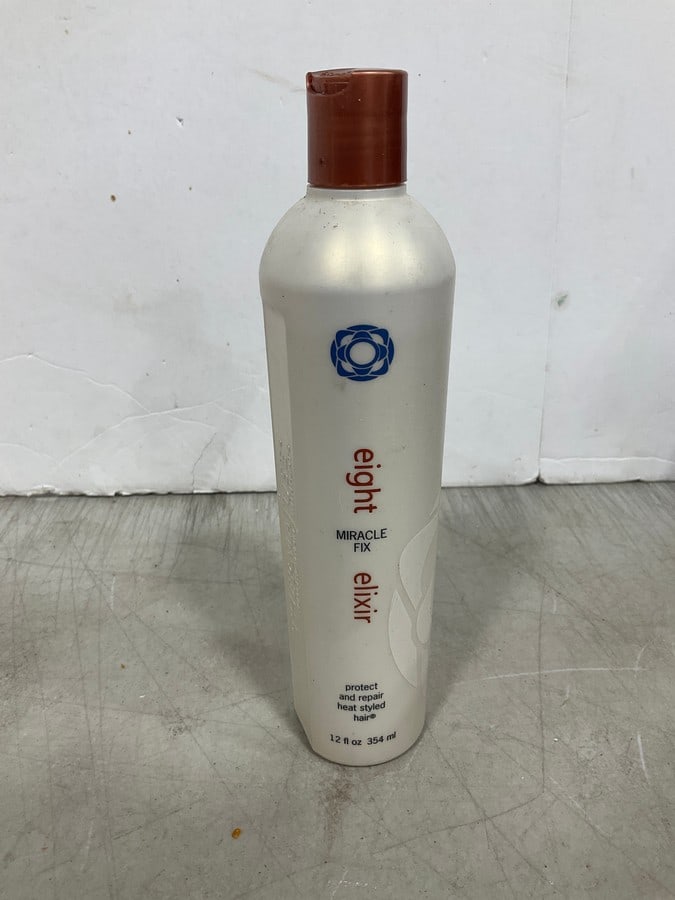 eight
MIRACLE
FIX
elixir
protect
and repair
heat styled
hair®
12 fl oz 354 ml